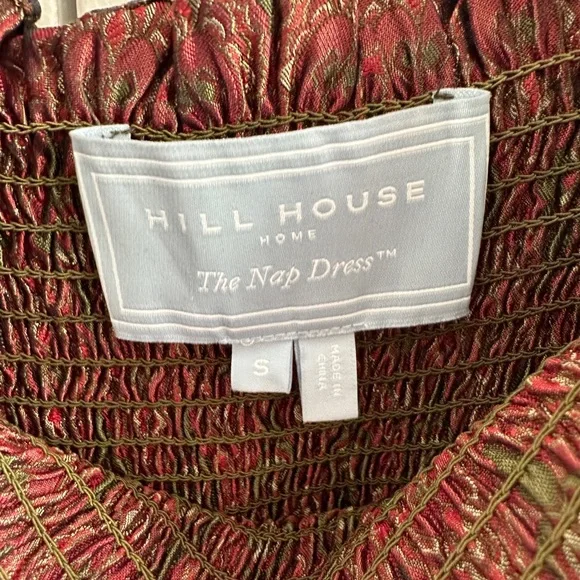 HILL HOUSE
HOME
The Nap Dress™
S
MADE IN
CHINA